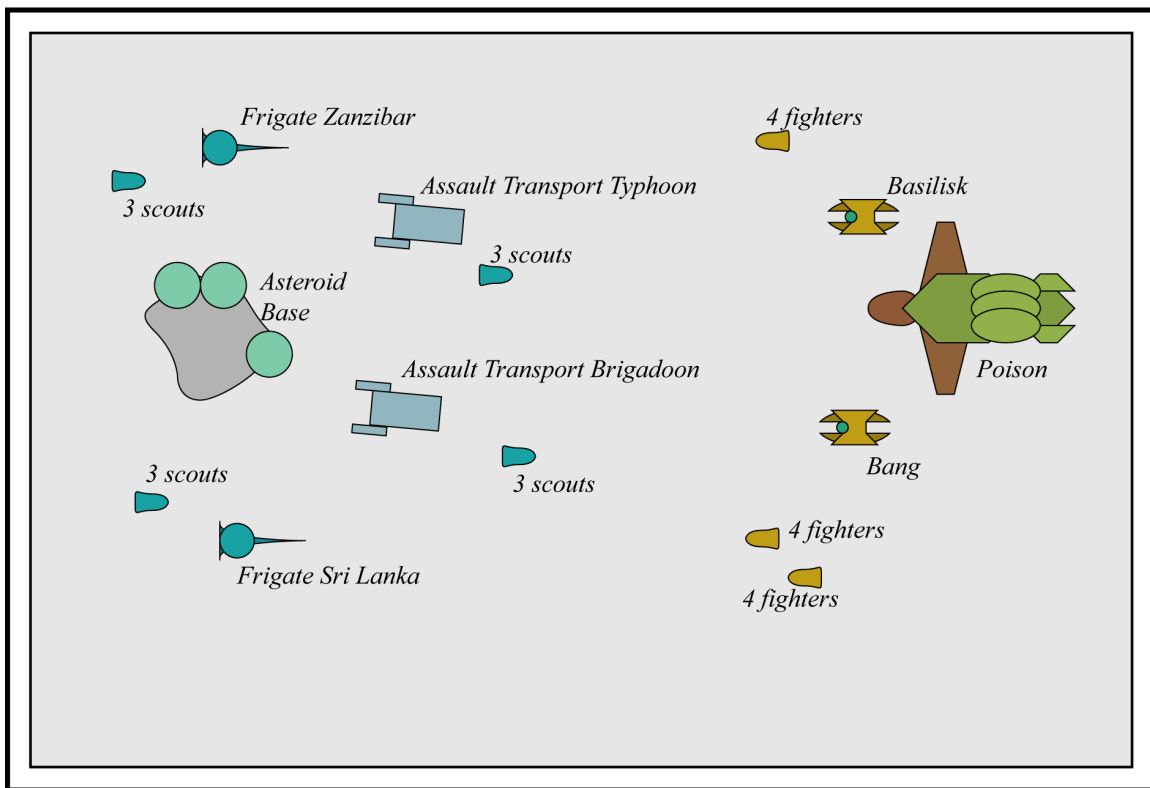 Frigate Zanzibar
4 fighters
3 scouts
Assault Transport Typhoon
Basilisk
3 scouts
Asteroid
Base
Assault Transport Brigadoon
Poison
3 scouts
Bang
3 scouts
4 fighters
Frigate Sri Lanka
4 fighters